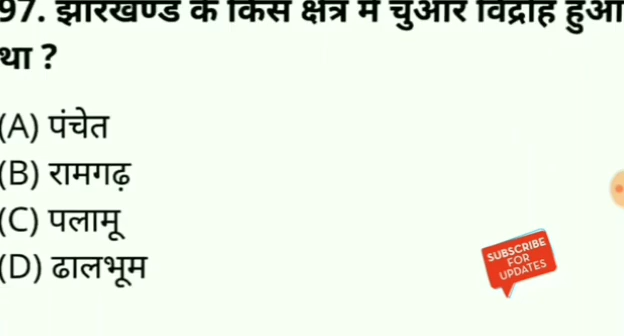 97. झारखण्ड के किस क्षेत्र में चुआर विद्रोह हुआ
था ?
(A) पंचेत
(B) रामगढ़
(C) पलामू
(D) ढालभूम
SUBSCRIBE
FOR
UPDATES